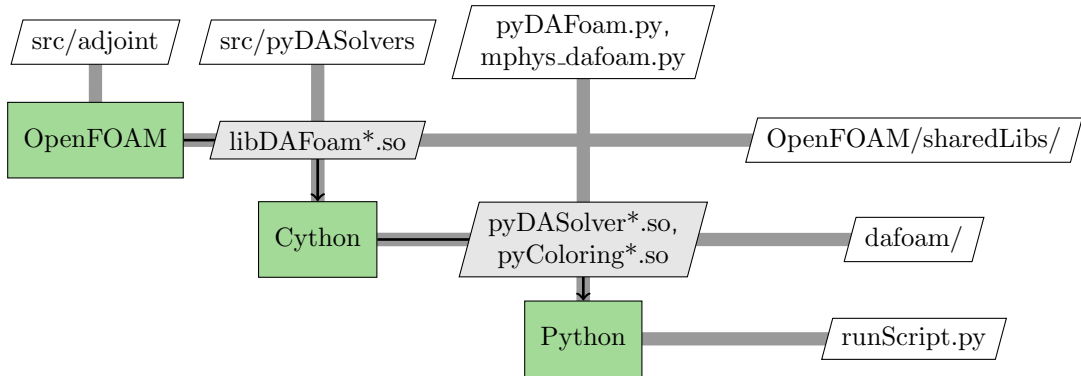 src/adjoint
src/pyDASolvers
pyDAFoam.py,
mphys_dafoam.py
OpenFOAM
libDAFoam*.so
OpenFOAM/sharedLibs/
Cython
pyDASolver*.so,
pyColoring*.so
dafoam/
Python
runScript.py